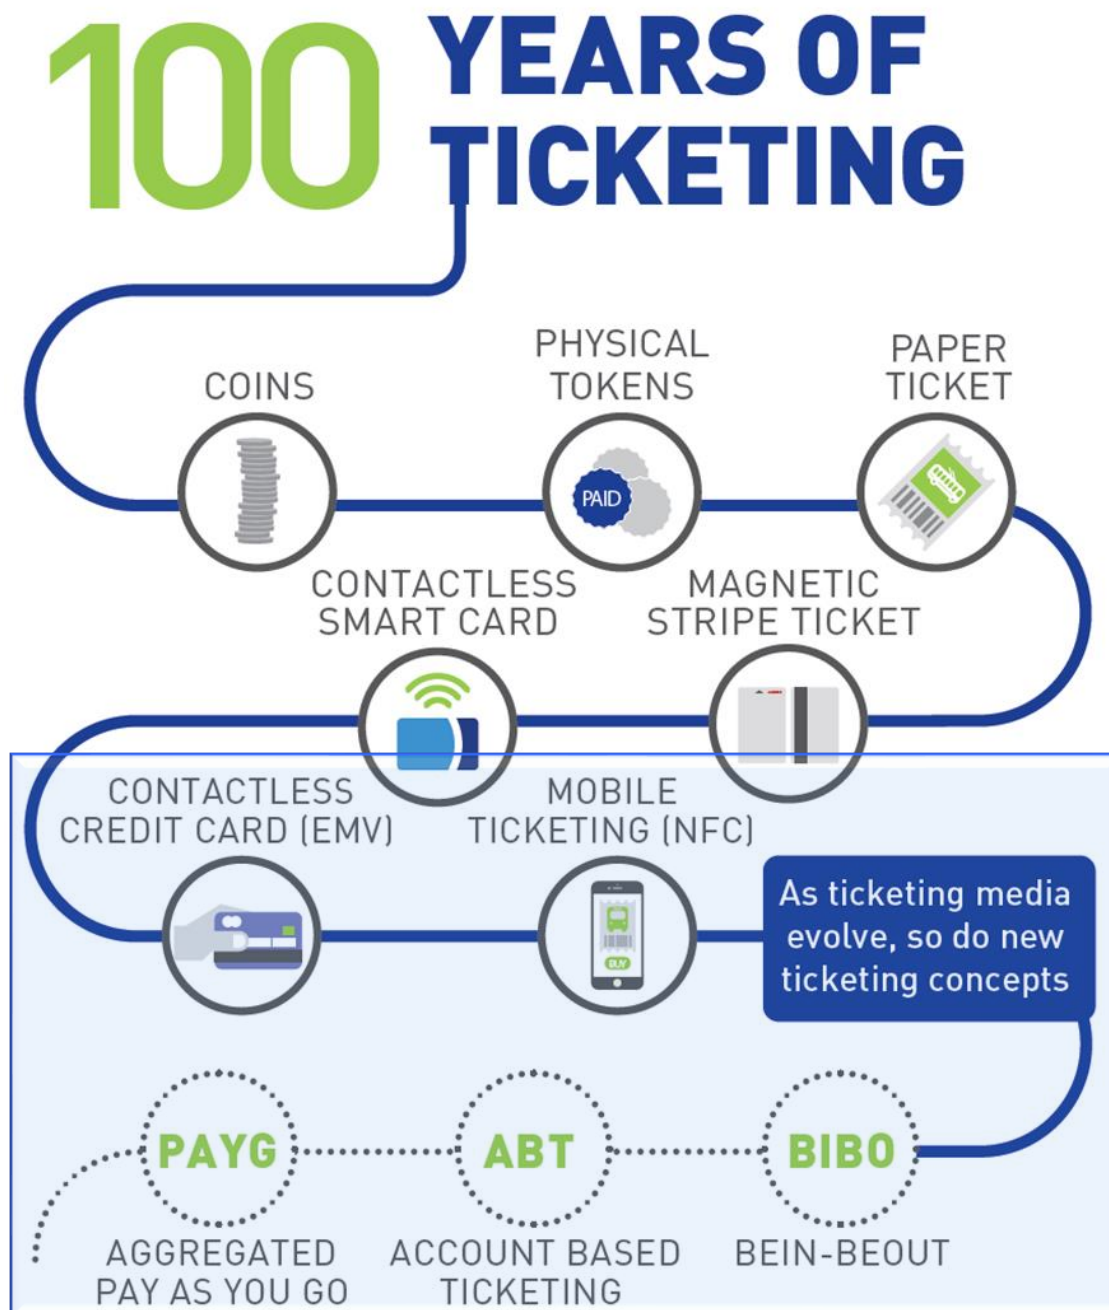 100 YEARS OF
TICKETING
COINS
PHYSICAL
TOKENS
PAID
PAPER
TICKET
CONTACTLESS
SMART CARD
MAGNETIC
STRIPE TICKET
CONTACTLESS
CREDIT CARD (EMV)
MOBILE
TICKETING (NFC)
BUY
As ticketing media
evolve, so do new
ticketing concepts
PAYG
AGGREGATED
PAY AS YOU GO
ABT
ACCOUNT BASED
TICKETING
BIBO
BEIN-BEOUT